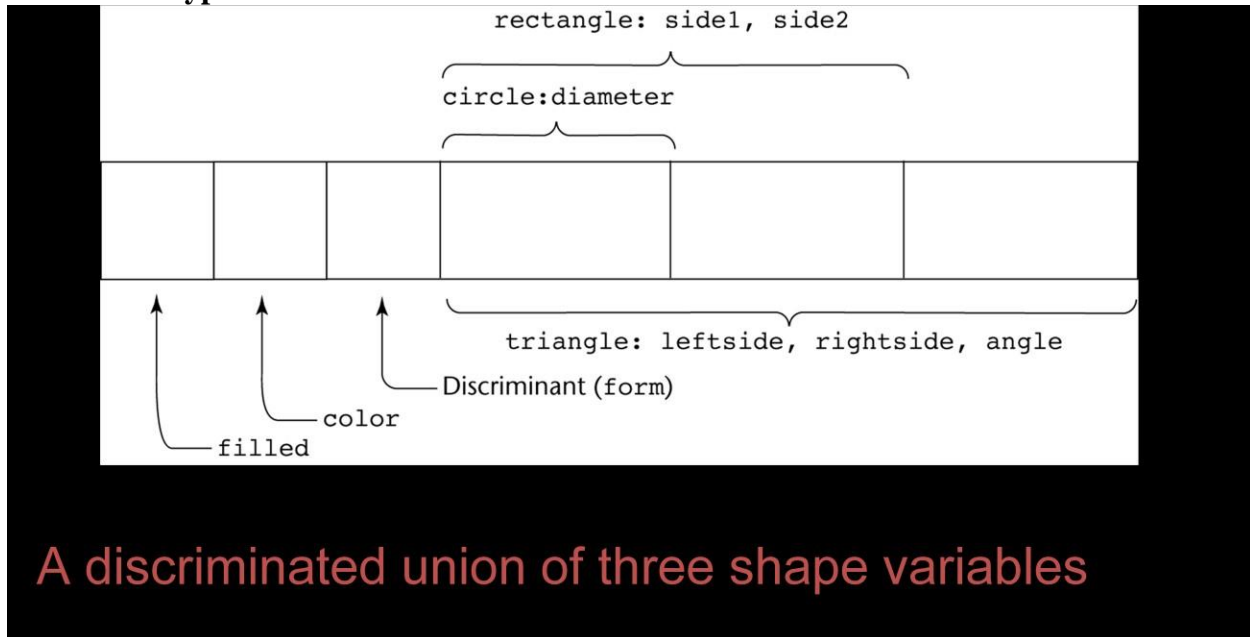 rectangle: side1, side2
circle:diameter
triangle: leftside, rightside, angle
Discriminant (form)
color
filled
A discriminated union of three shape variables